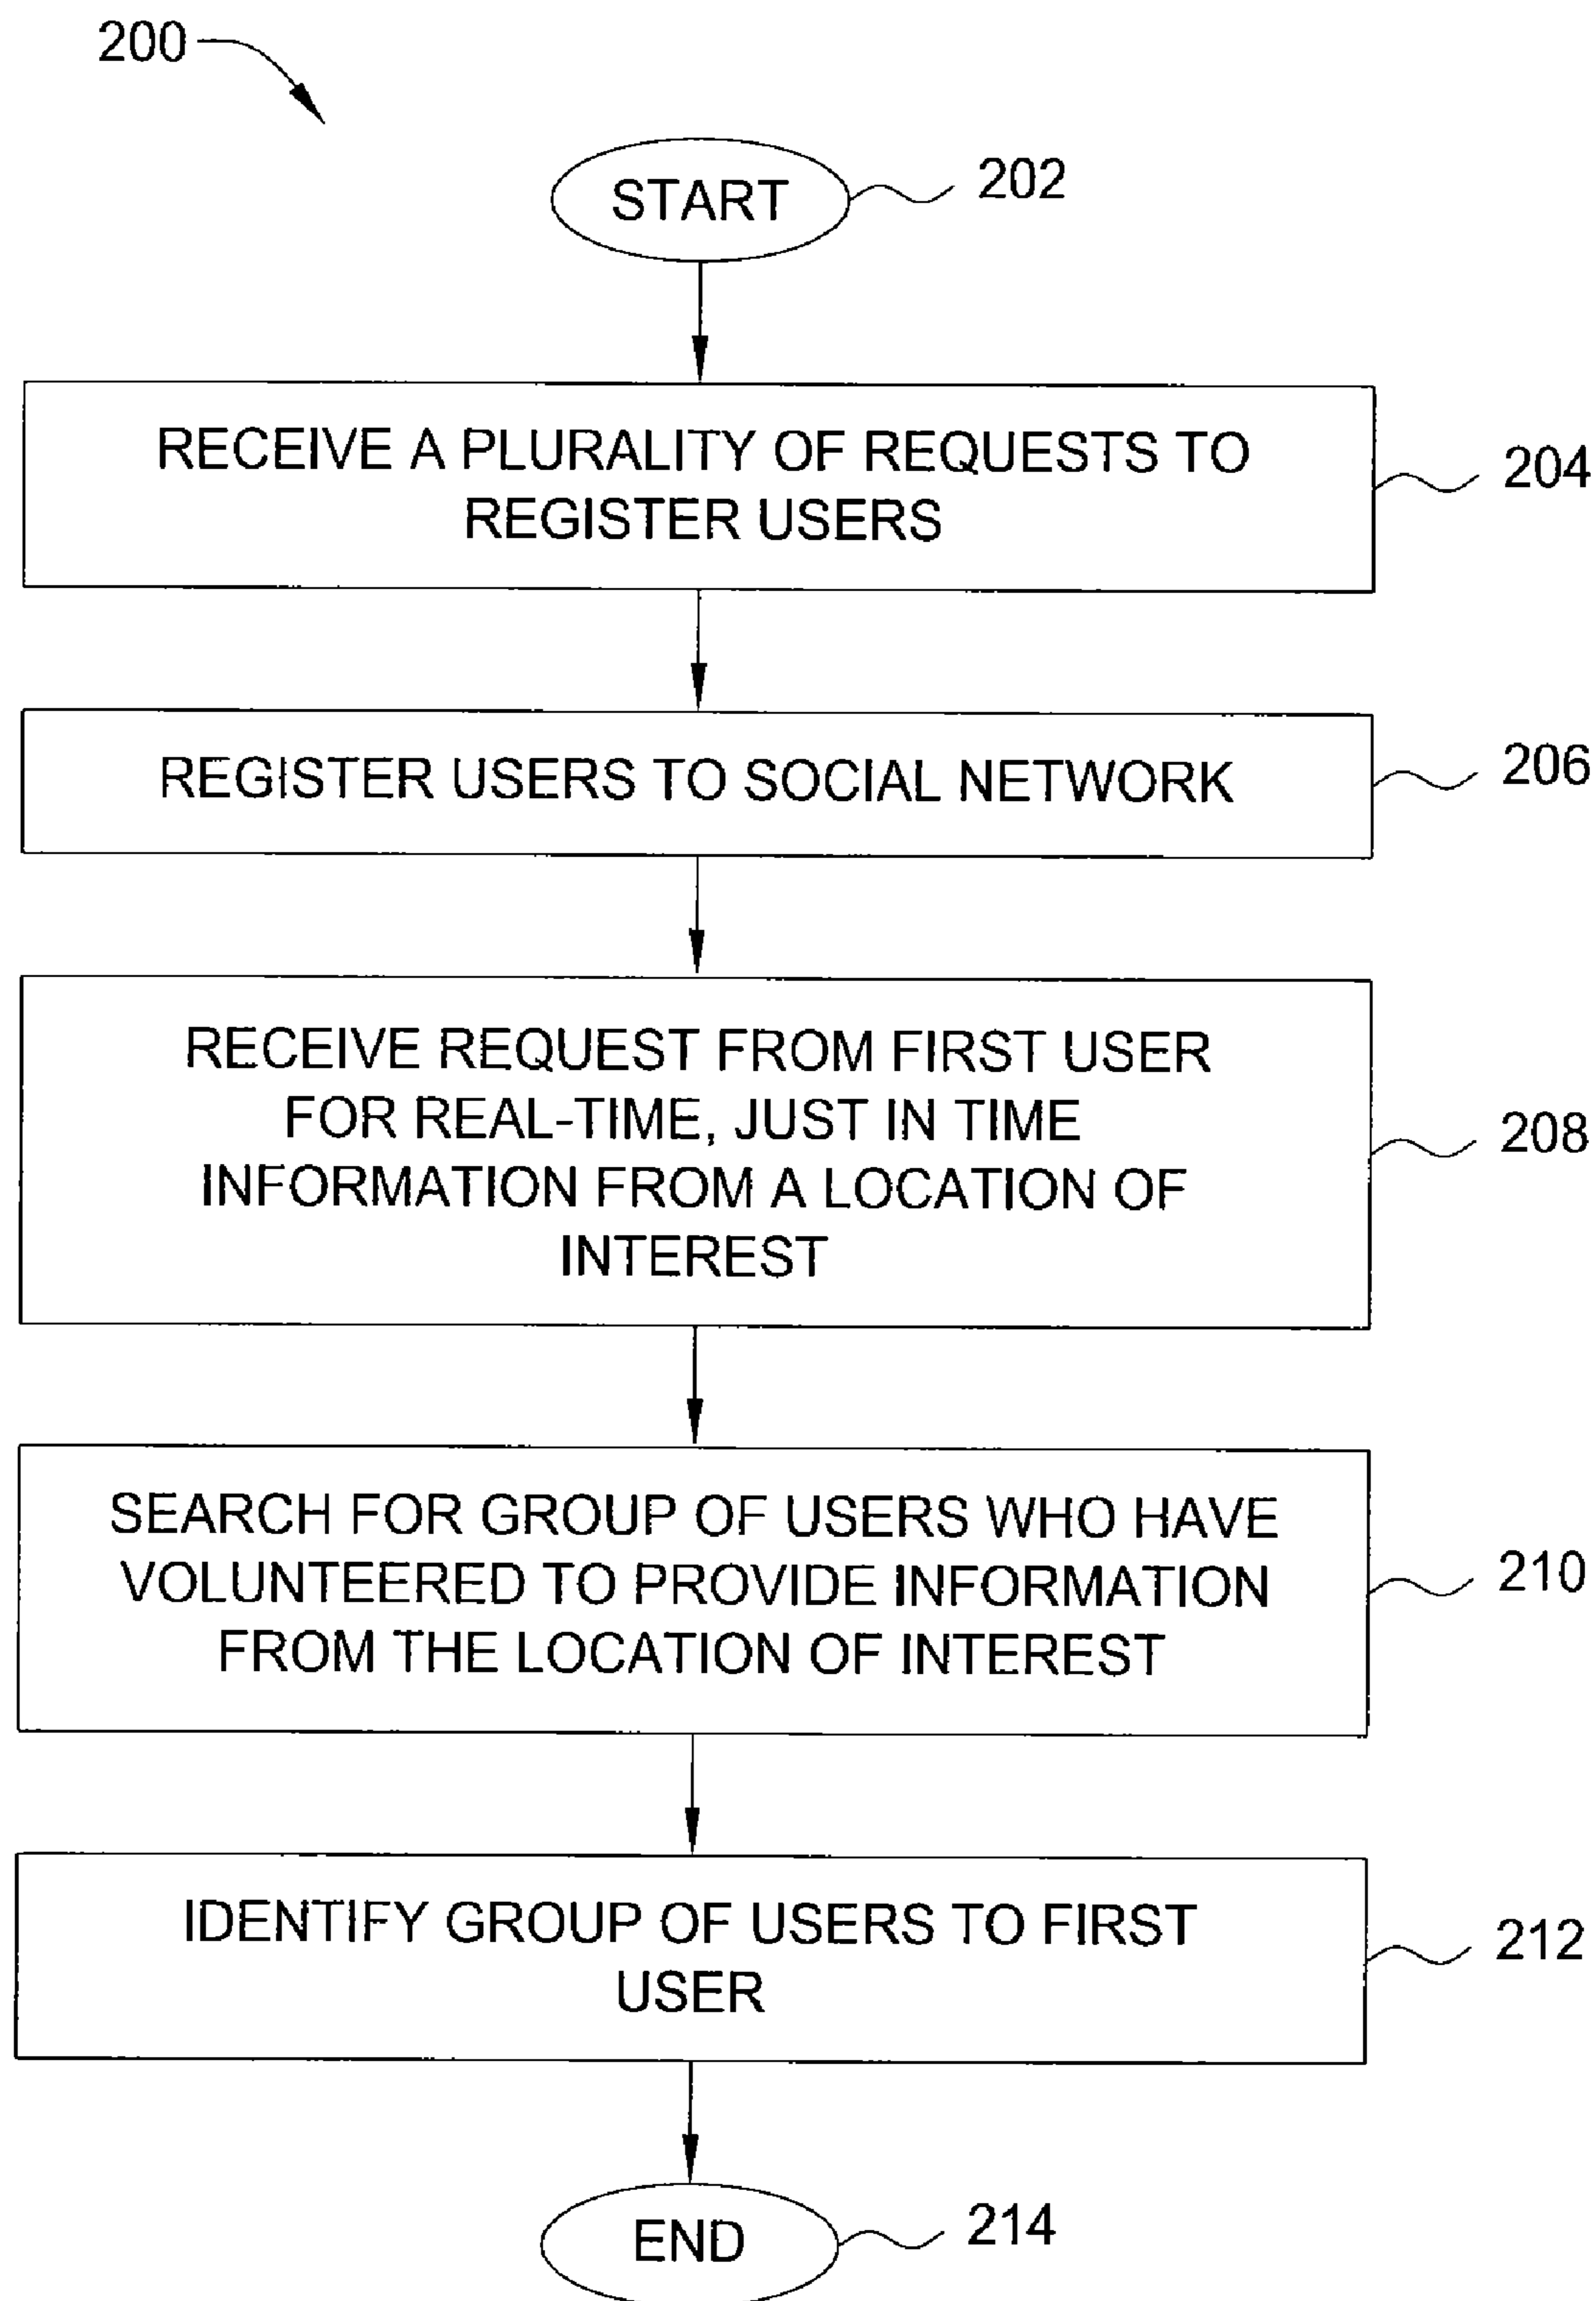 200
START
202
RECEIVE A PLURALITY OF REQUESTS TO
REGISTER USERS
204
REGISTER USERS TO SOCIAL NETWORK
206
RECEIVE REQUEST FROM FIRST USER
FOR REAL-TIME, JUST IN TIME
INFORMATION FROM A LOCATION OF
INTEREST
208
SEARCH FOR GROUP OF USERS WHO HAVE
VOLUNTEERED TO PROVIDE INFORMATION
FROM THE LOCATION OF INTEREST
210
IDENTIFY GROUP OF USERS TO FIRST
USER
212
END
214